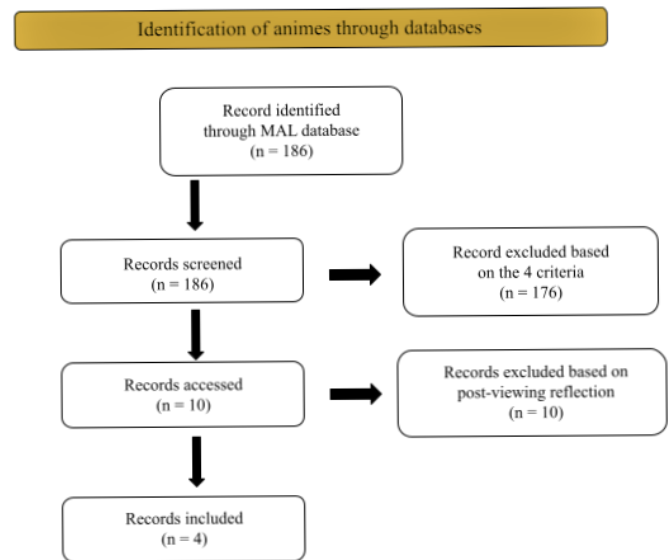 Identification of animes through databases
Record identified
through MAL database
(n = 186)
Records screened
(n = 186)
Record excluded based
on the 4 criteria
(n = 176)
Records accessed
(n = 10)
Records excluded based on
post-viewing reflection
(n = 10)
Records included
(n = 4)